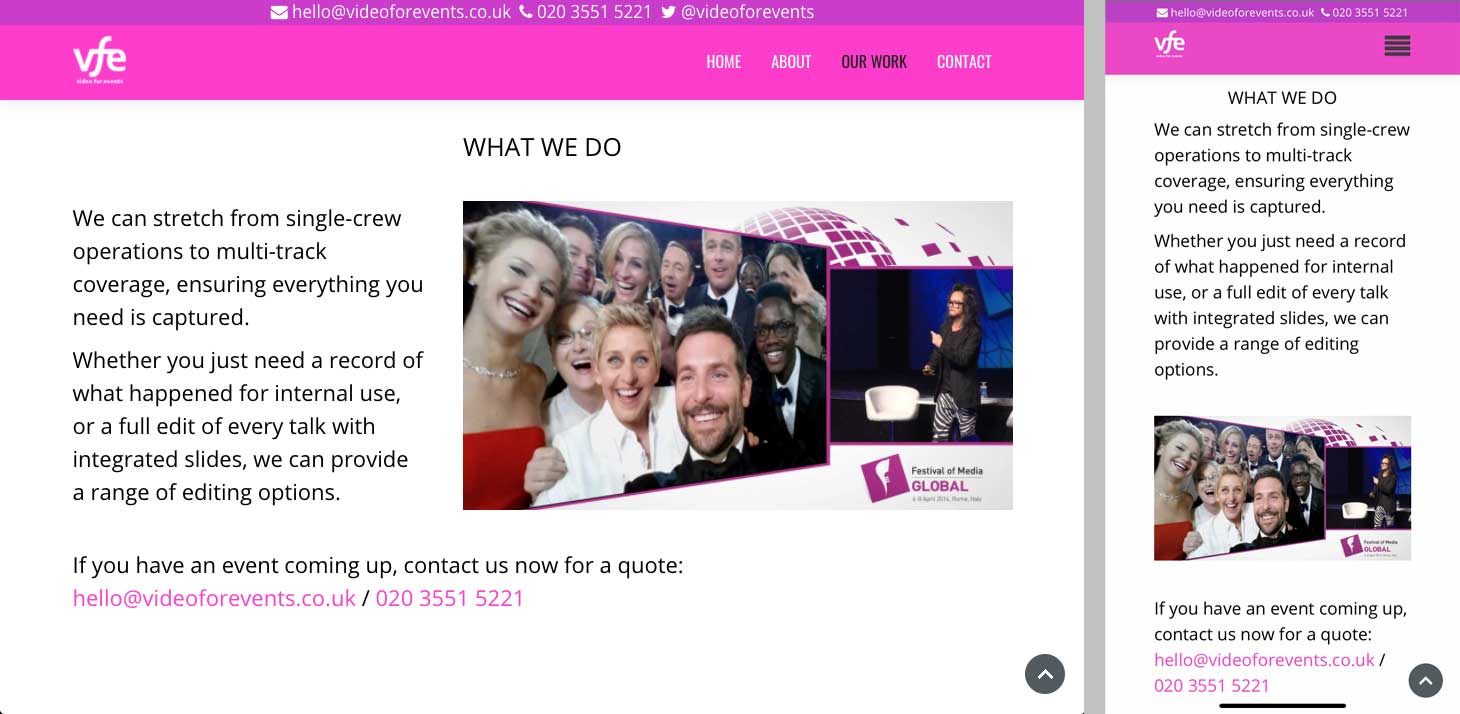 hello@videoforevents.co.uk 020 3551 5221 @videoforevents
vfe
video for events
HOME ABOUT OUR WORK CONTACT
WHAT WE DO
We can stretch from single-crew
operations to multi-track
coverage, ensuring everything you
need is captured.
Whether you just need a record of
what happened for internal use,
or a full edit of every talk with
integrated slides, we can provide
a range of editing options.
Festival of Media
GLOBAL
6-8 April 2014, Rome, Italy
If you have an event coming up, contact us now for a quote:
hello@videoforevents.co.uk / 020 3551 5221
hello@videoforevents.co.uk 020 3551 5221
vfe
WHAT WE DO
We can stretch from single-crew
operations to multi-track
coverage, ensuring everything
you need is captured.
Whether you just need a record
of what happened for internal
use, or a full edit of every talk
with integrated slides, we can
provide a range of editing
options.
Festival of Media
GLOBAL
If you have an event coming up,
contact us now for a quote:
hello@videoforevents.co.uk /
020 3551 5221